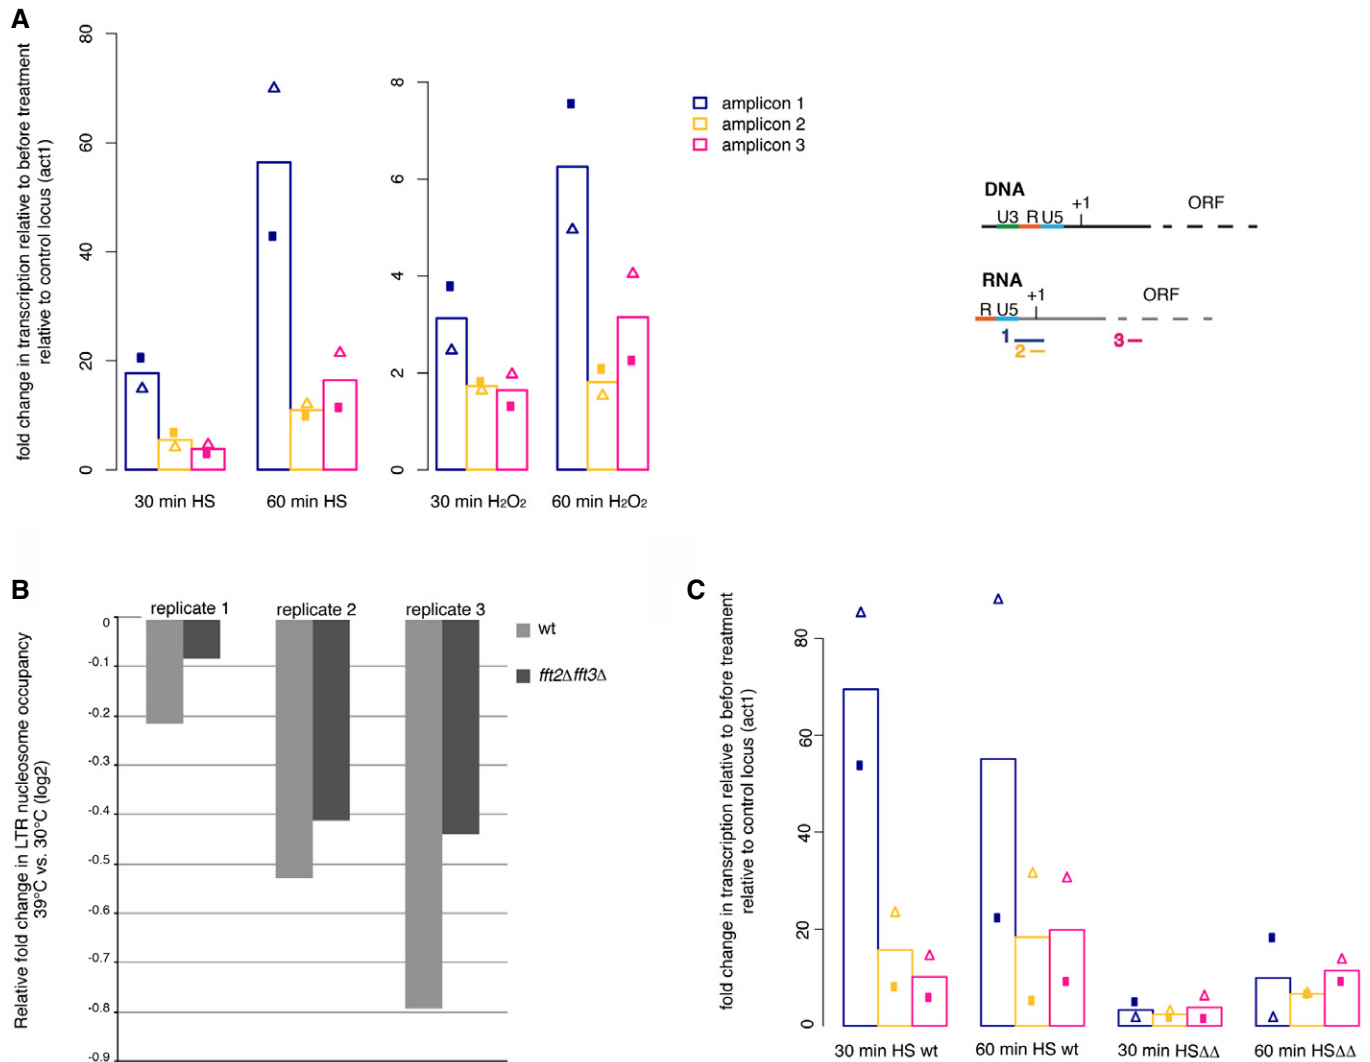 A
fold change in transcription relative to before treatment
relative to control locus (act1)
80
60
40
20
0
30 min HS
60 min HS
8
6
4
2
0
30 min H₂O₂
60 min H₂O₂
amplicon 1
amplicon 2
amplicon 3
DNA
U3 R U5 +1 ORF
RNA
R U5 +1 ORF
1
2
3
B
Relative fold change in LTR nucleosome occupancy
39°C vs. 30°C (log2)
replicate 1 replicate 2 replicate 3
0
-0.1
-0.2
-0.3
-0.4
-0.5
-0.6
-0.7
-0.8
-0.9
wt
fft2Δfft3Δ
C
fold change in transcription relative to before treatment
relative to control locus (act1)
80
60
40
20
0
30 min HS wt
60 min HS wt
30 min HSΔΔ
60 min HSΔΔ